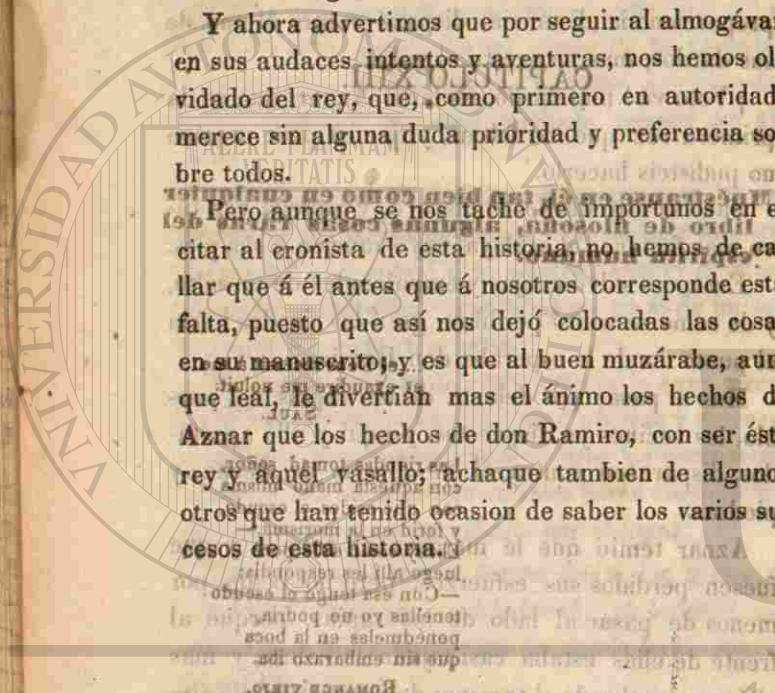 Y ahora advertimos que por seguir al almogáva
en sus audaces intentos y aventuras, nos hemos ol
vidado del rey, que, como primero en autoridad
merece sin alguna duda prioridad y preferencia so
bre todos.
Pero aunque se nos tache de importunos en e
citar al cronista de esta historia, no hemos de ca
llar que á él antes que á nosotros corresponde est
falta, puesto que así nos dejó colocadas las cosa
en su manuscrito; y es que al buen muzárabe, aun
que leal, le divertian mas el ánimo los hechos d
Aznar que los hechos de don Ramiro, con ser ést
rey y aquel vasallo; achaque tambien de alguno
otros que han tenido ocasion de saber los varios su
cesos de esta historia.